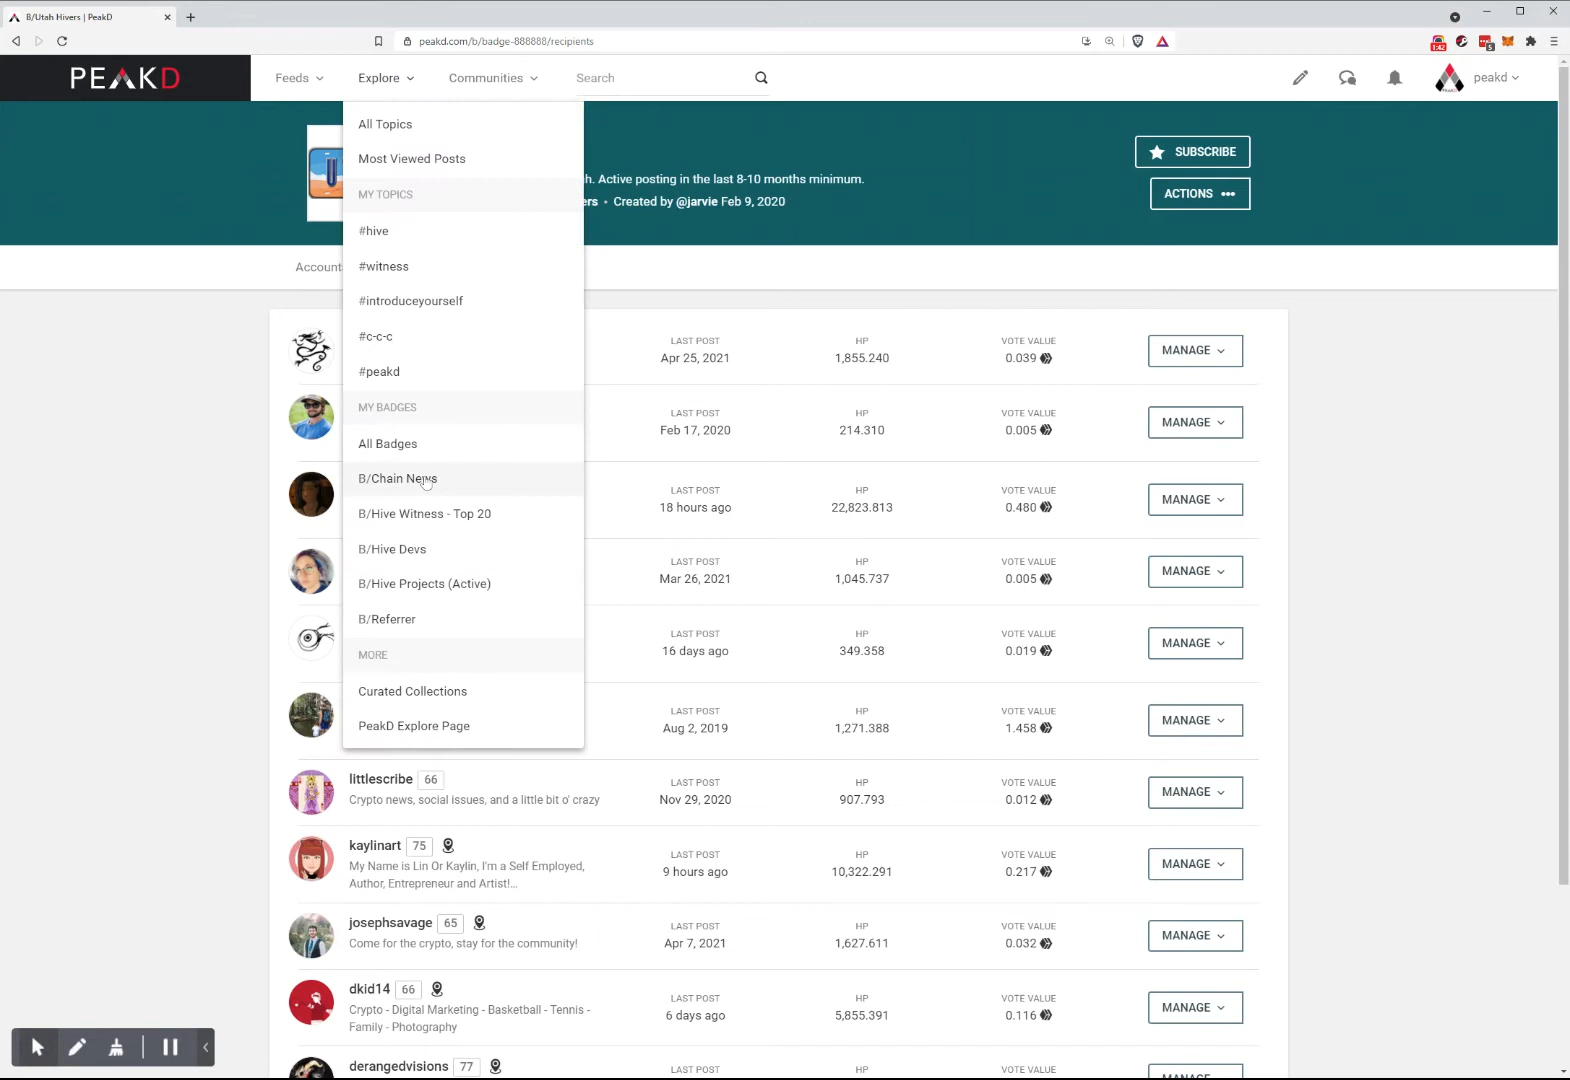 B/Utah Hivers | PeakD
peakd.com/b/badge-888888/recipients
1:42
5
PEAKD
Feeds
Explore
Communities
Search
peakd
All Topics
Most Viewed Posts
MY TOPICS
#hive
#witness
#introduceyourself
#c-c-c
#peakd
MY BADGES
All Badges
B/Chain News
B/Hive Witness - Top 20
B/Hive Devs
B/Hive Projects (Active)
B/Referrer
MORE
Curated Collections
PeakD Explore Page
U
h. Active posting in the last 8-10 months minimum.
ers • Created by @jarvie Feb 9, 2020
SUBSCRIBE
ACTIONS •••
Account
LAST POST HP VOTE VALUE
Apr 25, 2021 1,855.240 0.039 MANAGE
LAST POST HP VOTE VALUE
Feb 17, 2020 214.310 0.005 MANAGE
LAST POST HP VOTE VALUE
18 hours ago 22,823.813 0.480 MANAGE
LAST POST HP VOTE VALUE
Mar 26, 2021 1,045.737 0.005 MANAGE
LAST POST HP VOTE VALUE
16 days ago 349.358 0.019 MANAGE
LAST POST HP VOTE VALUE
Aug 2, 2019 1,271.388 1.458 MANAGE
littlescribe 66
Crypto news, social issues, and a little bit o' crazy
LAST POST HP VOTE VALUE
Nov 29, 2020 907.793 0.012 MANAGE
kaylinart 75
My Name is Lin Or Kaylin, I'm a Self Employed,
Author, Entrepreneur and Artist!...
LAST POST HP VOTE VALUE
9 hours ago 10,322.291 0.217 MANAGE
josephsavage 65
Come for the crypto, stay for the community!
LAST POST HP VOTE VALUE
Apr 7, 2021 1,627.611 0.032 MANAGE
dkid14 66
Crypto - Digital Marketing - Basketball - Tennis -
Family - Photography
LAST POST HP VOTE VALUE
6 days ago 5,855.391 0.116 MANAGE
derangedvisions 77
LAST POST HP VOTE VALUE
MANAGE